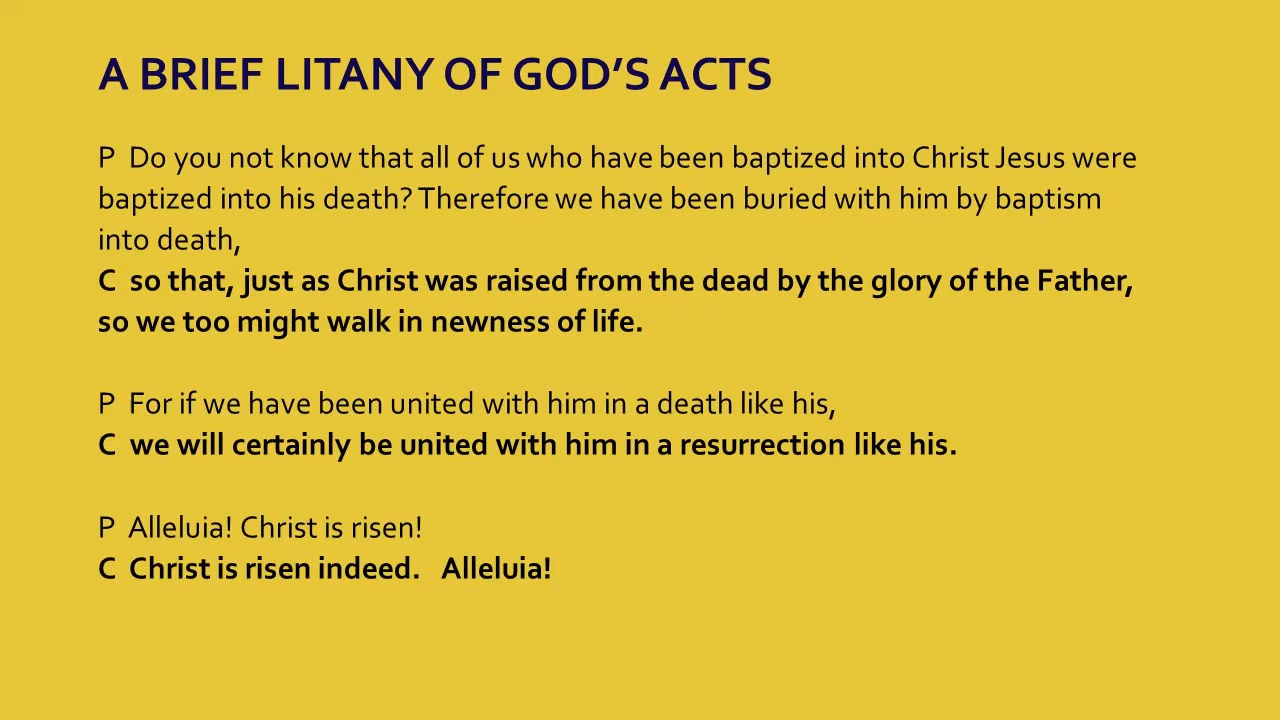 A BRIEF LITANY OF GOD’S ACTS
P Do you not know that all of us who have been baptized into Christ Jesus were
baptized into his death? Therefore we have been buried with him by baptism
into death,
C so that, just as Christ was raised from the dead by the glory of the Father,
so we too might walk in newness of life.
P For if we have been united with him in a death like his,
C we will certainly be united with him in a resurrection like his.
P Alleluia! Christ is risen!
C Christ is risen indeed. Alleluia!